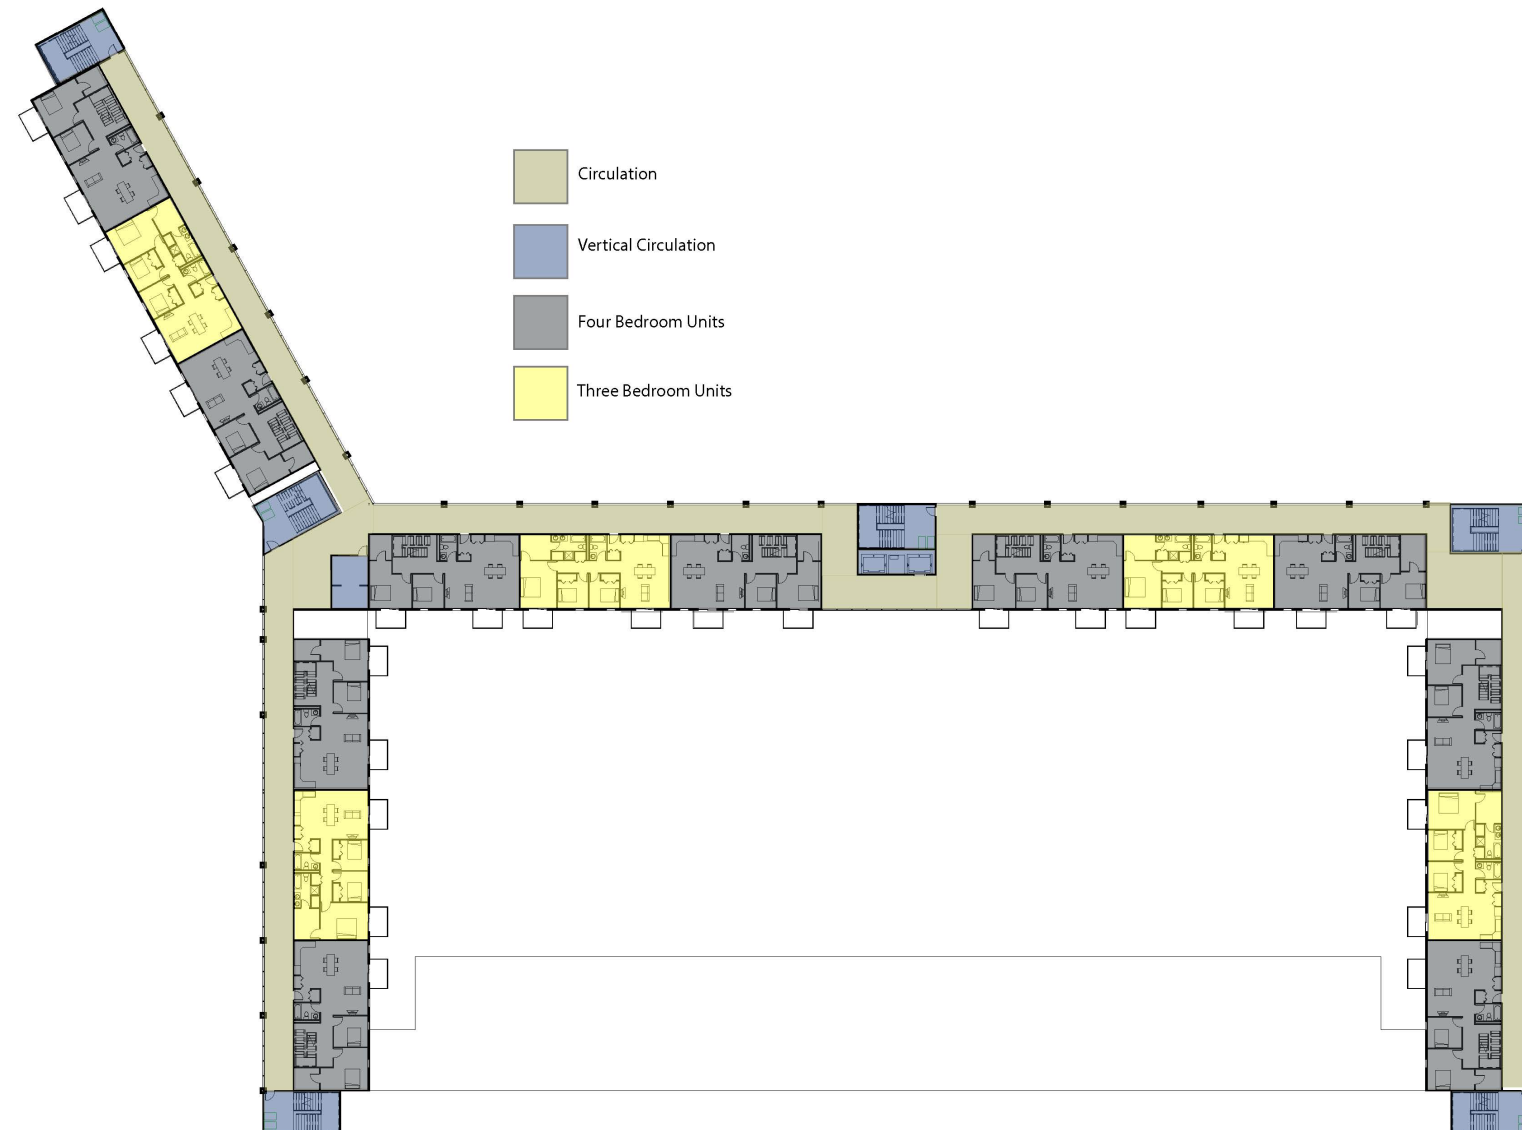 Circulation
Vertical Circulation
Four Bedroom Units
Three Bedroom Units